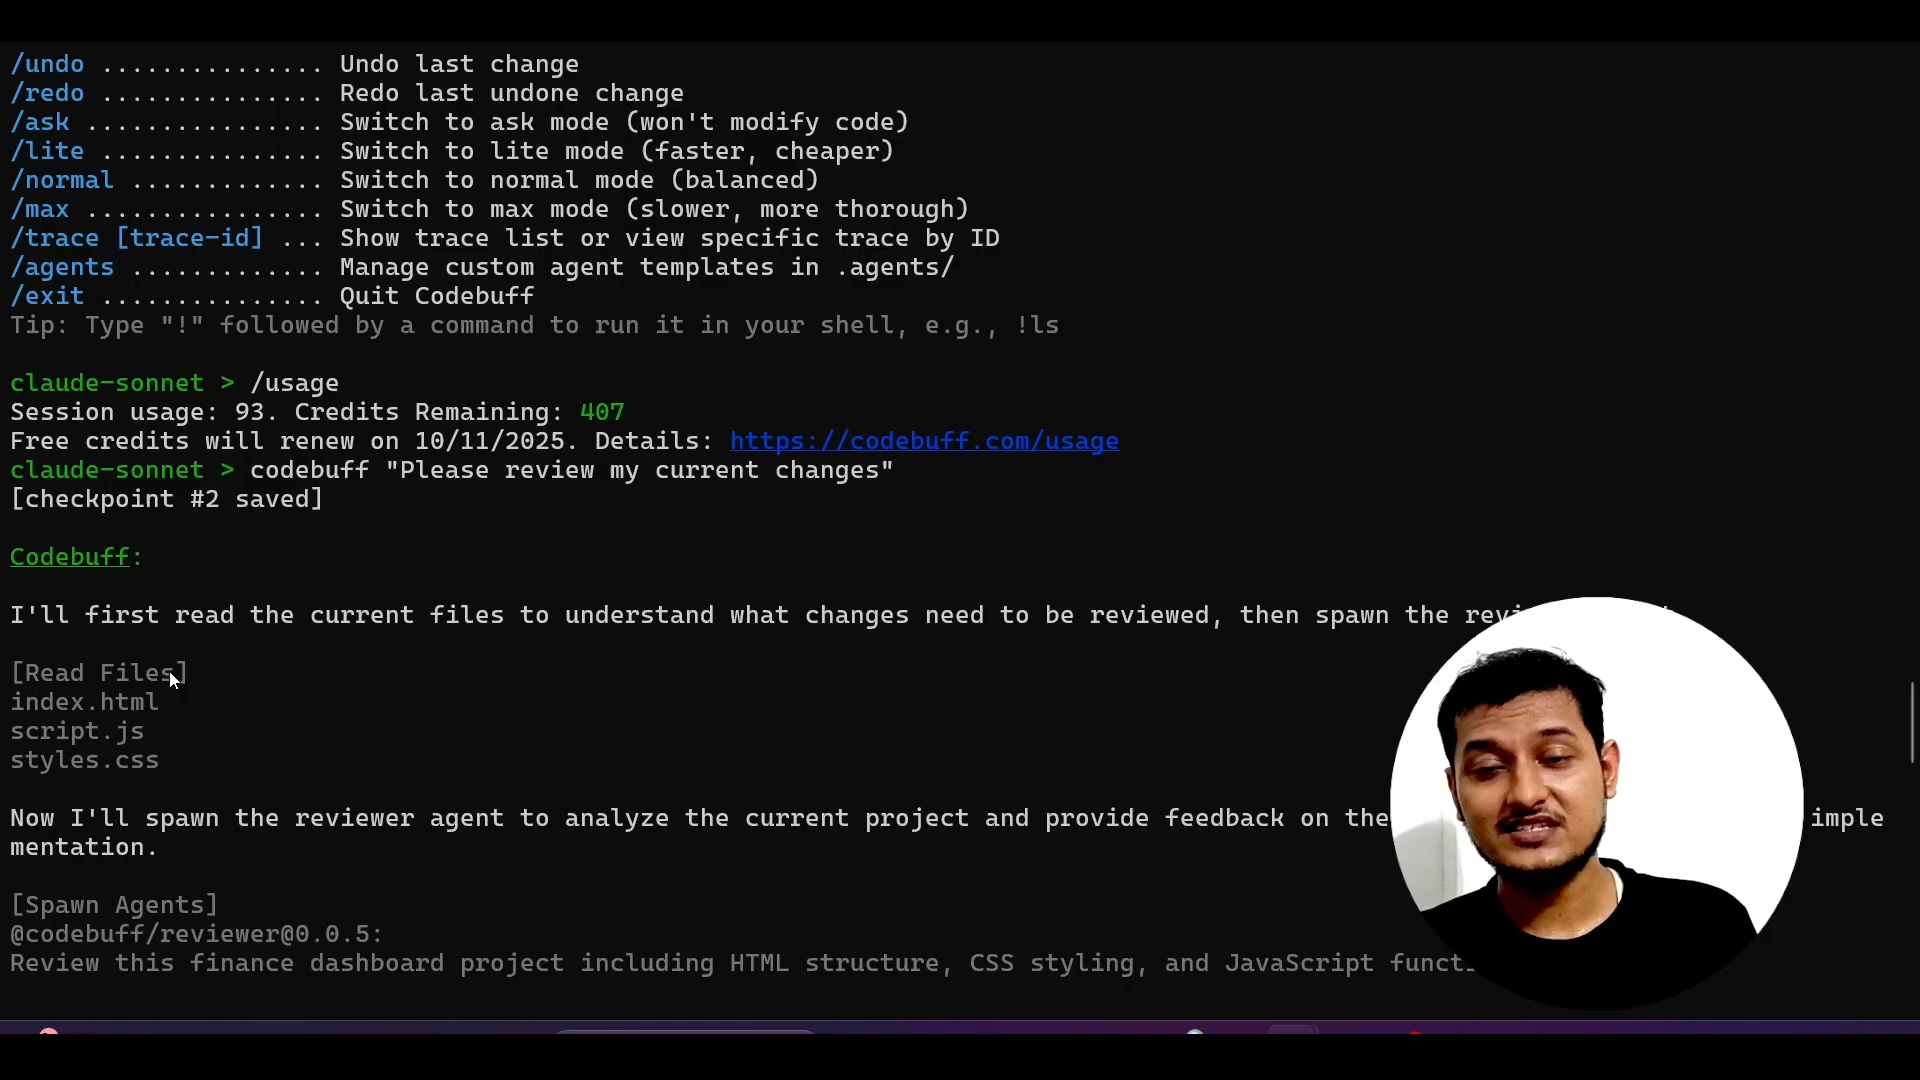 /undo ............... Undo last change
/redo ............... Redo last undone change
/ask ................ Switch to ask mode (won't modify code)
/lite ............... Switch to lite mode (faster, cheaper)
/normal ............. Switch to normal mode (balanced)
/max ................ Switch to max mode (slower, more thorough)
/trace [trace-id] ... Show trace list or view specific trace by ID
/agents ............. Manage custom agent templates in .agents/
/exit ............... Quit Codebuff
Tip: Type "!" followed by a command to run it in your shell, e.g., !ls
claude-sonnet > /usage
Session usage: 93. Credits Remaining: 407
Free credits will renew on 10/11/2025. Details: https://codebuff.com/usage
claude-sonnet > codebuff "Please review my current changes"
[checkpoint #2 saved]
Codebuff:
I'll first read the current files to understand what changes need to be reviewed, then spawn the
[Read Files]
index.html
script.js
styles.css
Now I'll spawn the reviewer agent to analyze the current project and provide feedback on the imple
mentation.
[Spawn Agents]
@codebuff/reviewer@0.0.5:
Review this finance dashboard project including HTML structure, CSS styling, and JavaScript